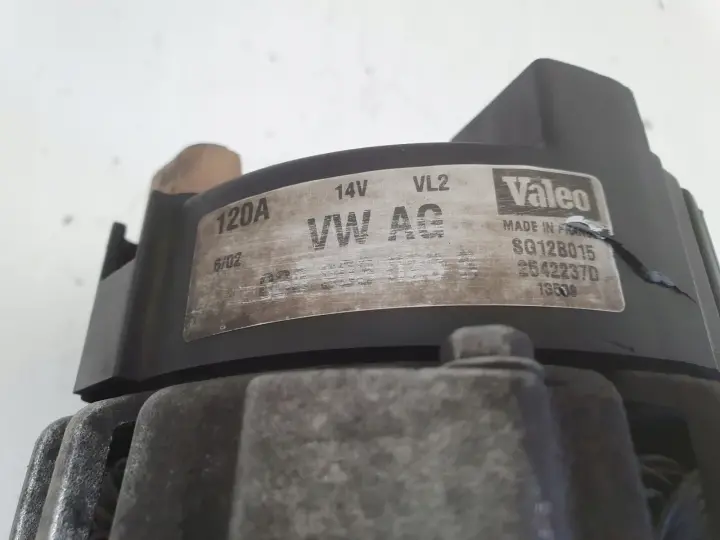 120A 14V VL2 Valeo
VW AG MADE IN FRANCE
6/02 SG12B015
2542237D